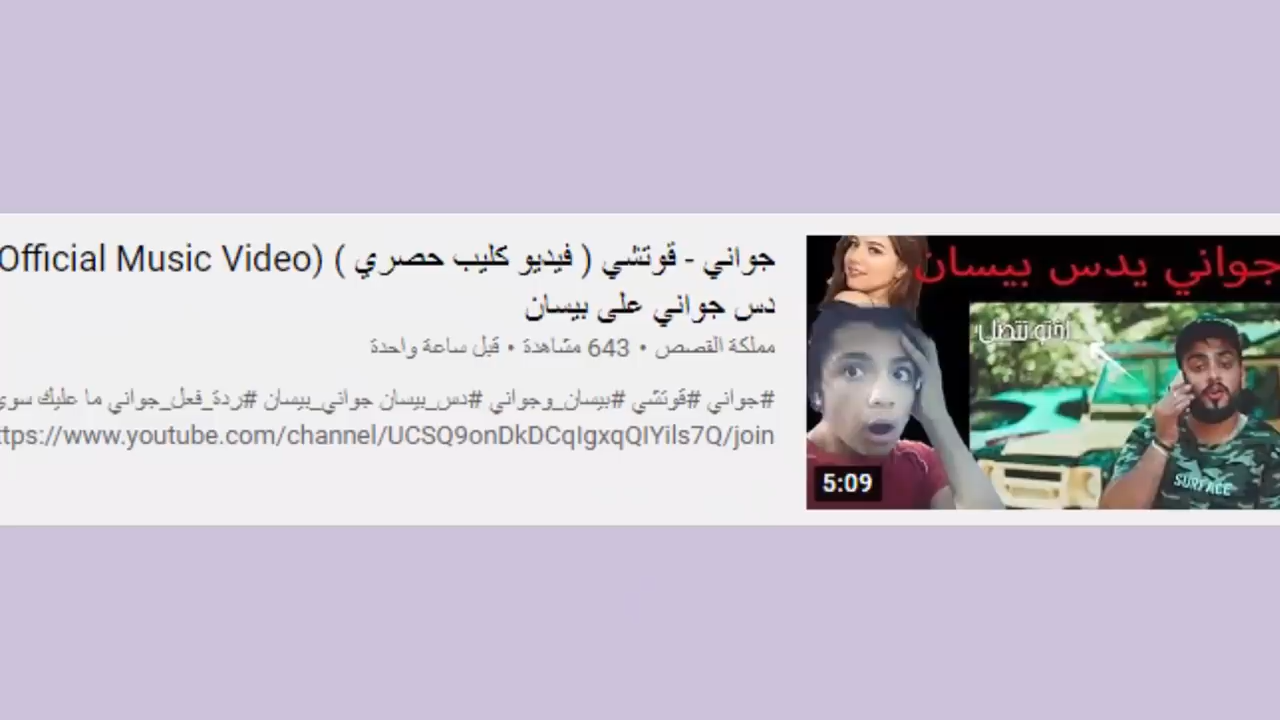 جواني - قوتشي ( فيديو كليب حصري ) (Official Music Video
دس جواني على بيسان
مملكة القصص • 643 مشاهدة • قبل ساعة واحدة
#جواني #قوتشي #بيسان_وجواني #دس_بيسان جواني_بيسان #ردة_فعل_جواني ما عليك سوى
ttps://www.youtube.com/channel/UCSQ9onDkDCqIgxqQIYils7Q/join
جواني يدس بيسان
اختو تتصل
SURFACE
5:09